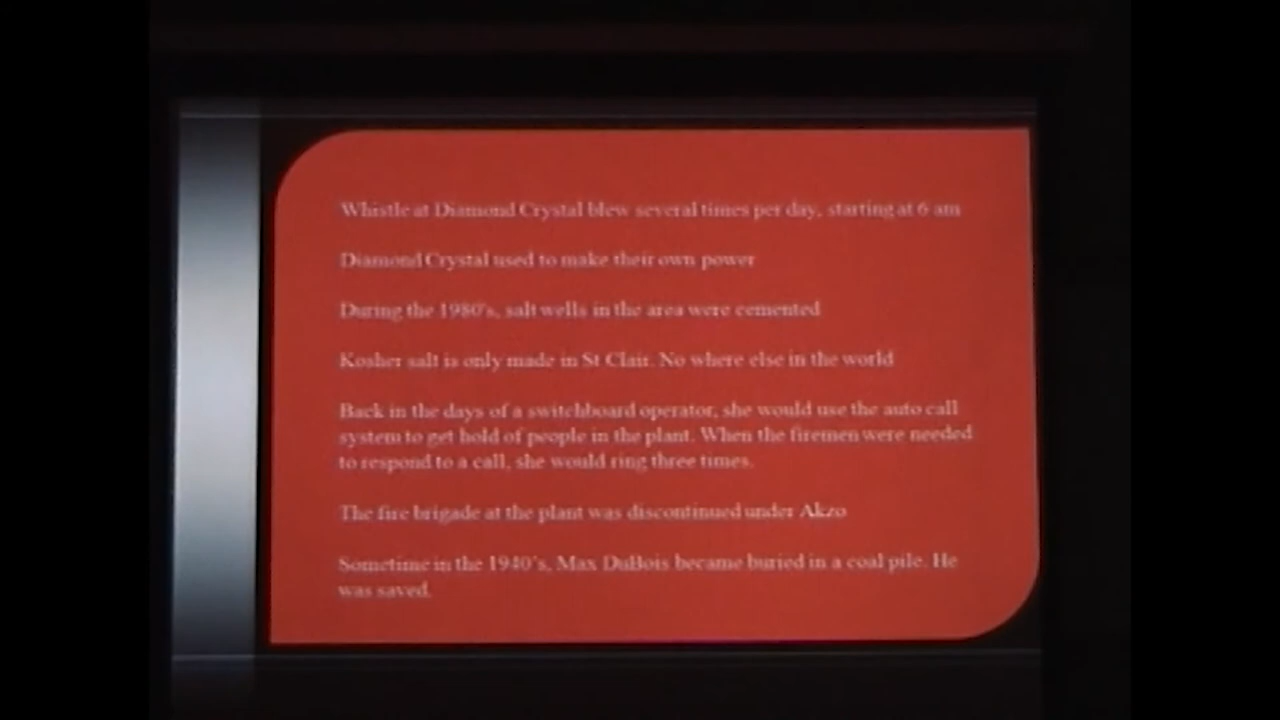 Whistle at Diamond Crystal blew several times per day, starting at 6 am
Diamond Crystal used to make their own power
During the 1980's, salt wells in the area were cemented
Kosher salt is only made in St Clair. No where else in the world
Back in the days of a switchboard operator, she would use the auto call
system to get hold of people in the plant. When the firemen were needed
to respond to a call, she would ring three times.
The fire brigade at the plant was discontinued under Akzo
Sometime in the 1940's, Max DuBois became buried in a coal pile. He
was saved.